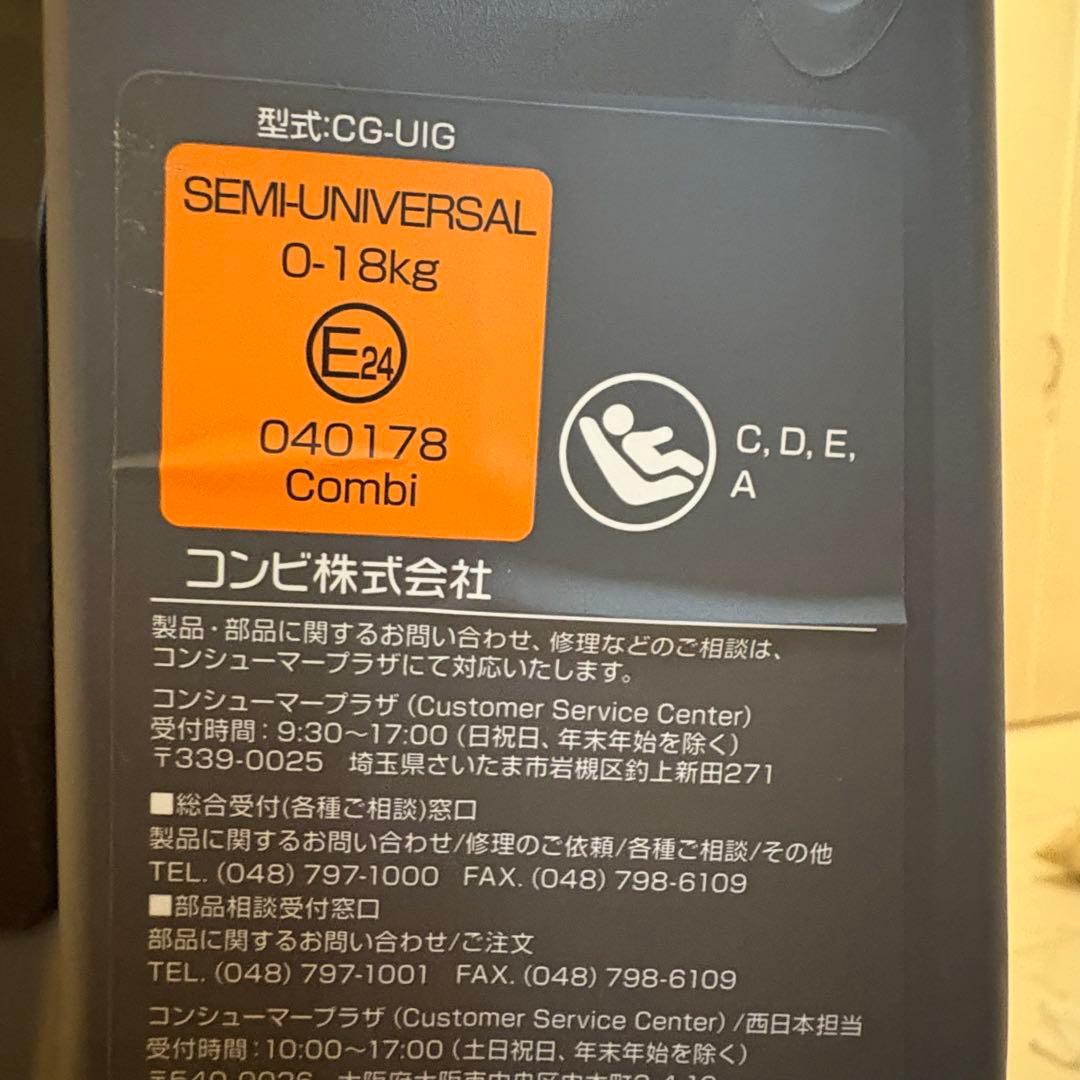 型式:CG-UIG
SEMI-UNIVERSAL
0-18kg
E24
040178
Combi
C, D, E,
A
コンビ株式会社
製品・部品に関するお問い合わせ、修理などのご相談は、
コンシューマープラザにて対応いたします。
コンシューマープラザ (Customer Service Center)
受付時間：9:30～17:00 (日祝日、年末年始を除く)
〒339-0025 埼玉県さいたま市岩槻区釣上新田271
■総合受付(各種ご相談)窓口
製品に関するお問い合わせ/修理のご依頼/各種ご相談/その他
TEL. (048) 797-1000 FAX. (048) 798-6109
■部品相談受付窓口
部品に関するお問い合わせ/ご注文
TEL. (048) 797-1001 FAX. (048) 798-6109
コンシューマープラザ (Customer Service Center) /西日本担当
受付時間：10:00～17:00 (土日祝日、年末年始を除く)